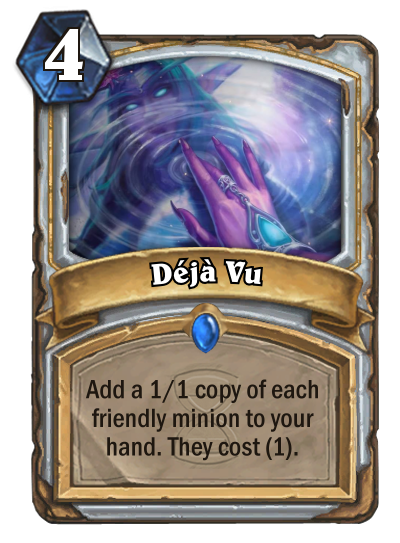 4
Déjà Vu
Add a 1/1 copy of each
friendly minion to your
hand. They cost (1).